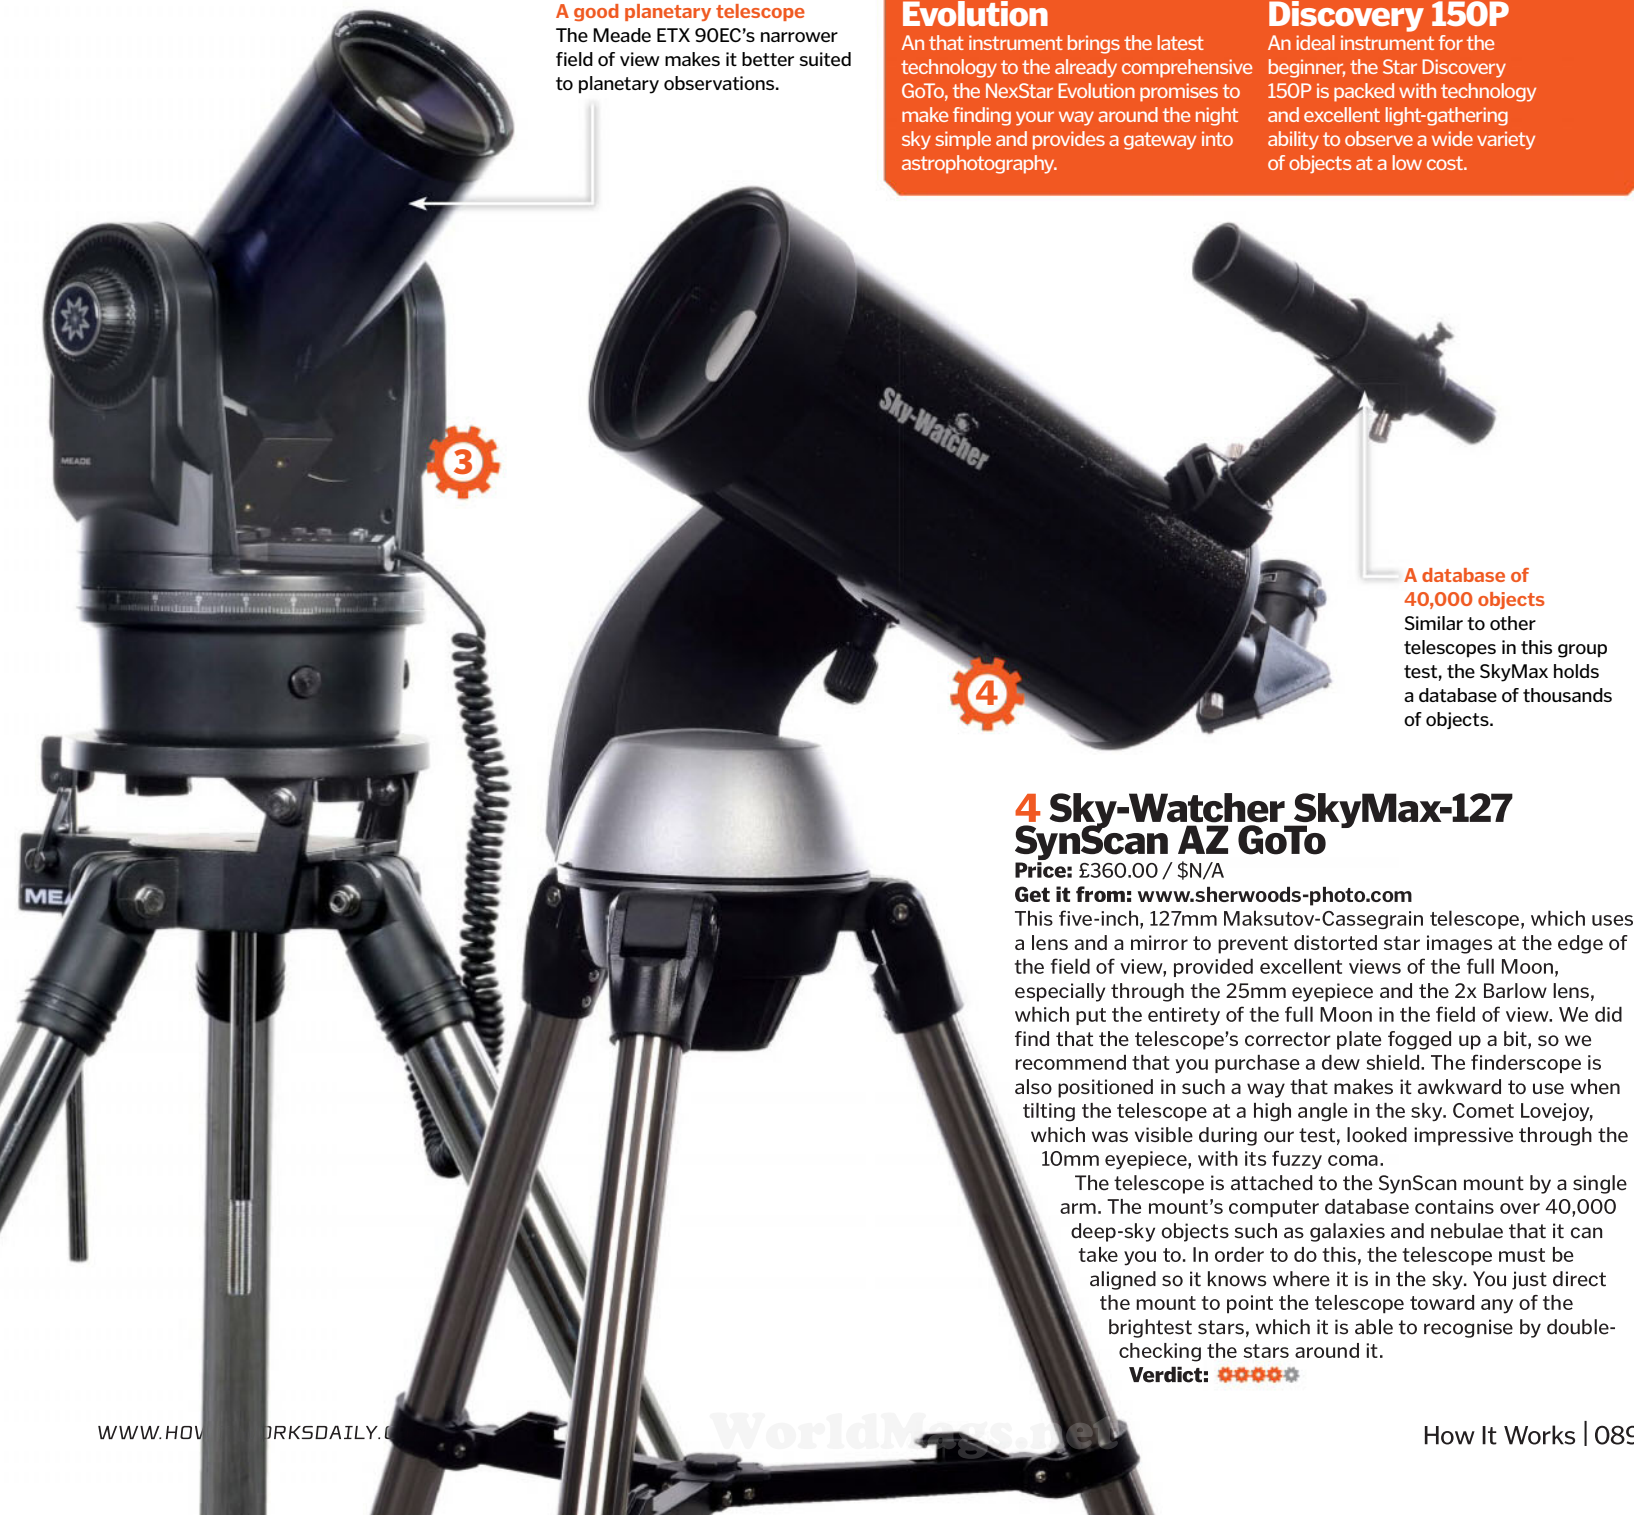 A good planetary telescope
The Meade ETX 90EC's narrower
field of view makes it better suited
to planetary observations.
Evolution
An that instrument brings the latest
technology to the already comprehensive
GoTo, the NexStar Evolution promises to
make finding your way around the night
sky simple and provides a gateway into
astrophotography.
Discovery 150P
An ideal instrument for the
beginner, the Star Discovery
150P is packed with technology
and excellent light-gathering
ability to observe a wide variety
of objects at a low cost.
MEADE
3
Sky-Watcher
4
A database of
40,000 objects
Similar to other
telescopes in this group
test, the SkyMax holds
a database of thousands
of objects.
4 Sky-Watcher SkyMax-127
SynScan AZ GoTo
Price: £360.00 / $N/A
Get it from: www.sherwoods-photo.com
This five-inch, 127mm Maksutov-Cassegrain telescope, which uses
a lens and a mirror to prevent distorted star images at the edge of
the field of view, provided excellent views of the full Moon,
especially through the 25mm eyepiece and the 2x Barlow lens,
which put the entirety of the full Moon in the field of view. We did
find that the telescope's corrector plate fogged up a bit, so we
recommend that you purchase a dew shield. The finderscope is
also positioned in such a way that makes it awkward to use when
tilting the telescope at a high angle in the sky. Comet Lovejoy,
which was visible during our test, looked impressive through the
10mm eyepiece, with its fuzzy coma.
The telescope is attached to the SynScan mount by a single
arm. The mount's computer database contains over 40,000
deep-sky objects such as galaxies and nebulae that it can
take you to. In order to do this, the telescope must be
aligned so it knows where it is in the sky. You just direct
the mount to point the telescope toward any of the
brightest stars, which it is able to recognise by double-
checking the stars around it.
Verdict:
WorldMags.net
How It Works | 089